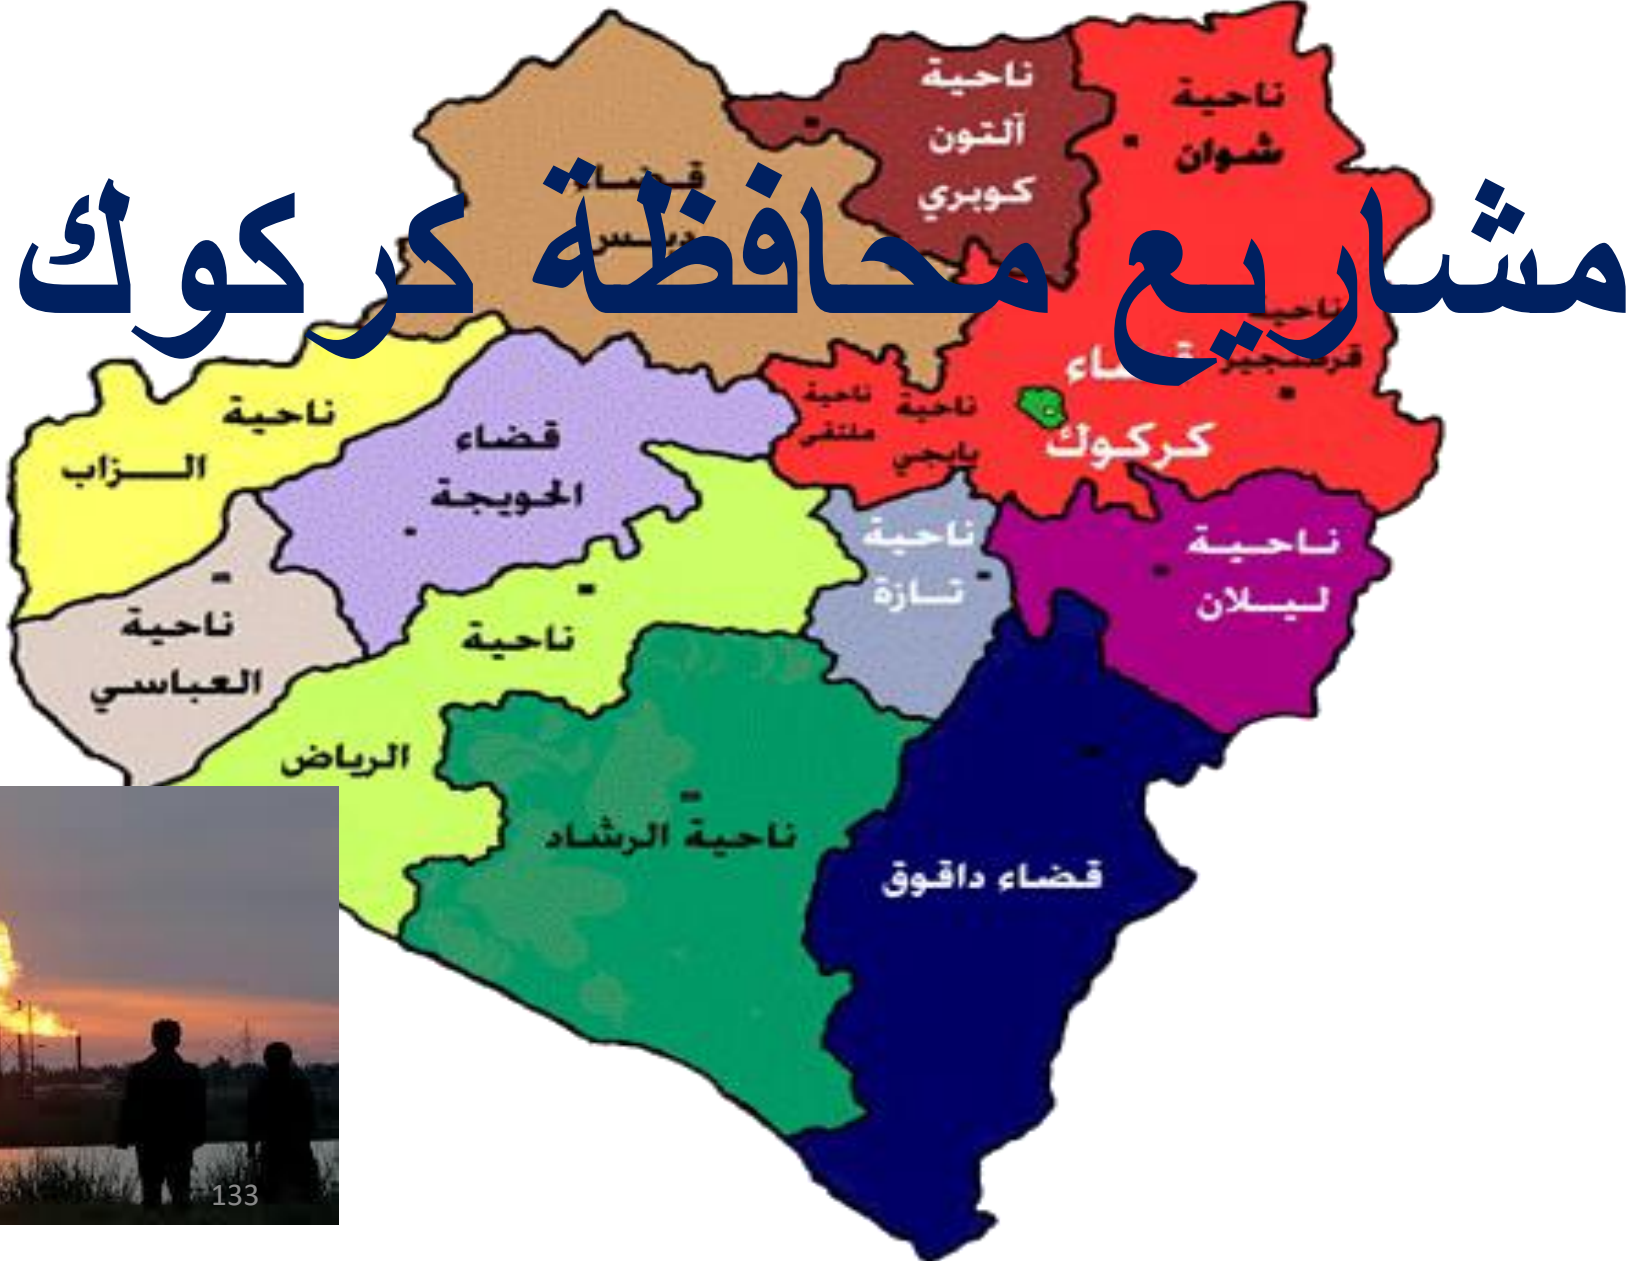 مشاريع محافظة كركوك
ناحية
شوان
ناحية
آلتون
كوبري
قضاء
دبس
ناحية
قضاء
كركوك
ناحية
يايجي
ناحية
ملتقى
ناحية
الزاب
قضاء
الحويجة
ناحية
العباسي
ناحية
الرياض
ناحية
تازة
ناحية
ليلان
ناحية الرشاد
قضاء داقوق
133